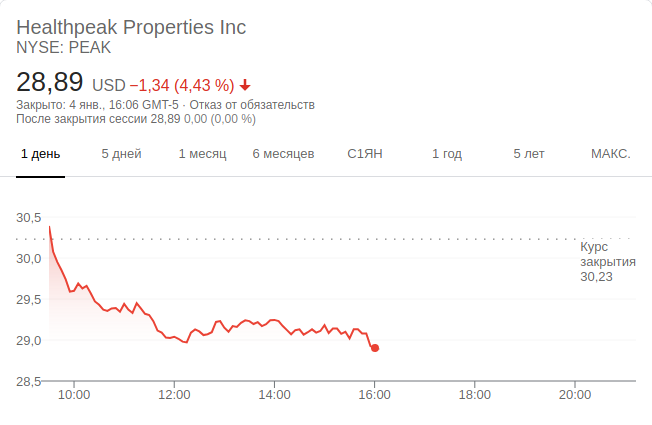 Healthpeak Properties Inc
NYSE: PEAK
28,89 USD −1,34 (4,43 %)
Закрыто: 4 янв., 16:06 GMT-5 · Отказ от обязательств
После закрытия сессии 28,89 0,00 (0,00 %)
1 день 5 дней 1 месяц 6 месяцев С1ЯН 1 год 5 лет МАКС.
30,5
Курс
закрытия
30,23
30,0
29,5
29,0
28,5
10:00 12:00 14:00 16:00 18:00 20:00